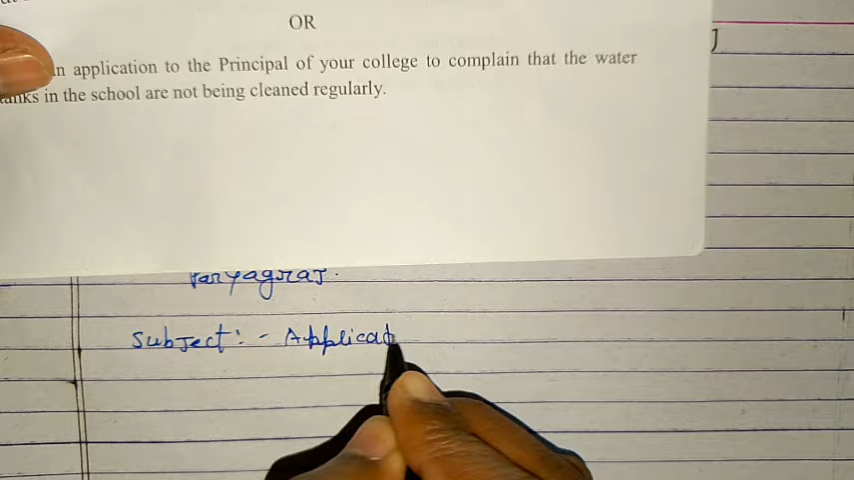 OR
n application to the Principal of your college to complain that the water
tanks in the school are not being cleaned regularly.
Subject: - Applicat